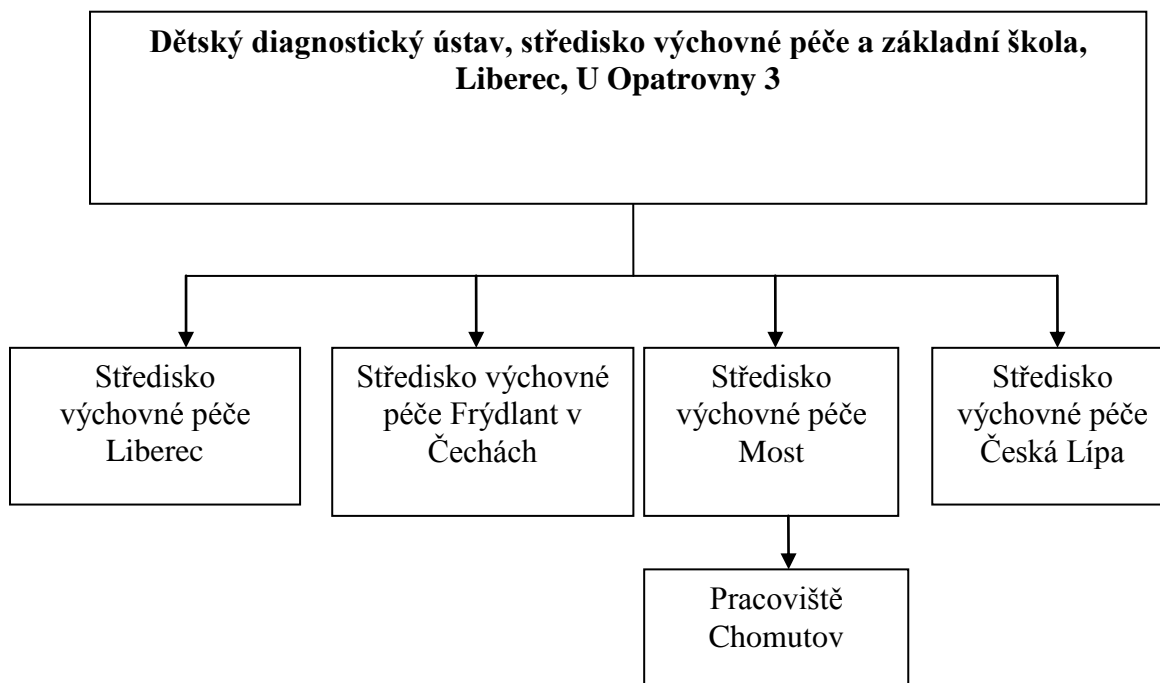 Dětský diagnostický ústav, středisko výchovné péče a základní škola,
Liberec, U Opatrovny 3
Středisko
výchovné péče
Liberec
Středisko výchovné
péče Frýdlant v
Čechách
Středisko
výchovné péče
Most
Středisko
výchovné péče
Česká Lípa
Pracoviště
Chomutov